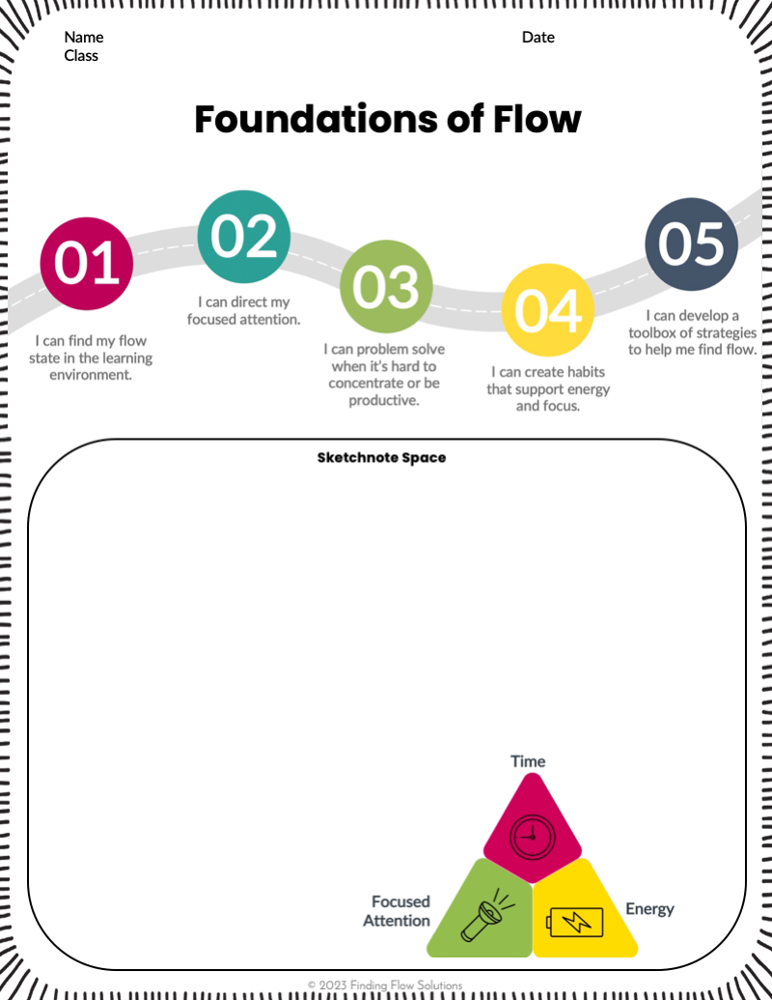 Name
Date
Class
Foundations of Flow
01
I can find my flow
state in the learning
environment.
02
I can direct my
focused attention.
03
I can problem solve
when it's hard to
concentrate or be
productive.
04
I can create habits
that support energy
and focus.
05
I can develop a
toolbox of strategies
to help me find flow.
Sketchnote Space
Time
Focused
Attention
Energy
© 2023 Finding Flow Solutions